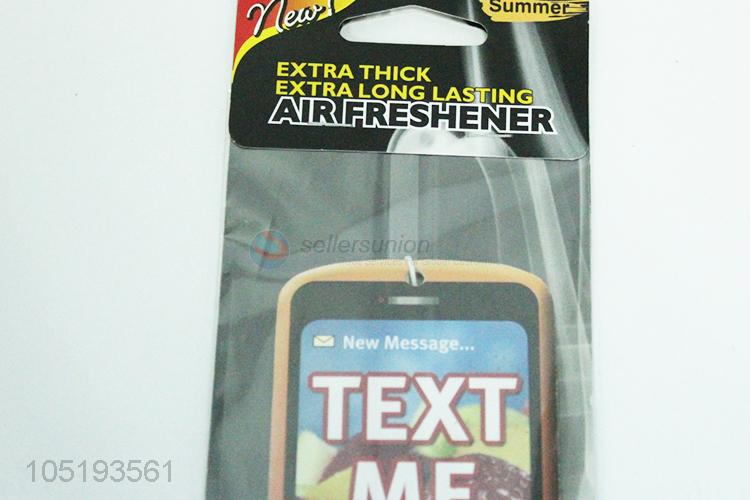 New!
Summer
EXTRA THICK
EXTRA LONG LASTING
AIR FRESHENER
sellersunion
New Message...
TEXT
ME
105193561